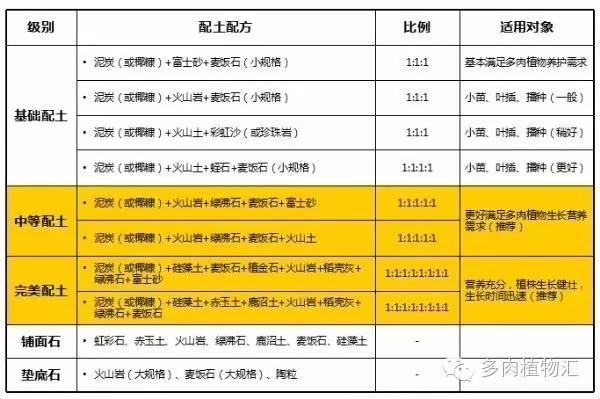 级别 配土配方 比例 适用对象
基础配土
• 泥炭（或椰糠）+富士砂+麦饭石（小规格） 1:1:1 基本满足多肉植物养护需求
• 泥炭（或椰糠）+火山岩+麦饭石（小规格） 1:1:1 小苗、叶插、播种（一般）
• 泥炭（或椰糠）+火山土+彩虹沙（或珍珠岩） 1:1:1 小苗、叶插、播种（稍好）
• 泥炭（或椰糠）+火山土+蛭石+麦饭石（小规格） 1:1:1:1 小苗、叶插、播种（更好）
中等配土
• 泥炭（或椰糠）+火山岩+绿沸石+麦饭石+富士砂 1:1:1:1:1
更好满足多肉植物生长营养
需求（推荐）
• 泥炭（或椰糠）+火山岩+绿沸石+麦饭石+火山土 1:1:1:1:1
完美配土
• 泥炭（或椰糠）+硅藻土+麦饭石+植金石+火山岩+稻壳灰+
绿沸石+富士砂 1:1:1:1:1:1:1:1
营养充分，植株生长健壮，
生长时间迅速（推荐）
• 泥炭（或椰糠）+硅藻土+赤玉土+鹿沼土+火山岩+稻壳灰+
绿沸石+麦饭石 1:1:1:1:1:1:1:1
铺面石 • 虹彩石、赤玉土、火山岩、绿沸石、鹿沼土、麦饭石、硅藻土 -
垫底石 • 火山岩（大规格）、麦饭石（大规格）、陶粒 -
多肉植物汇